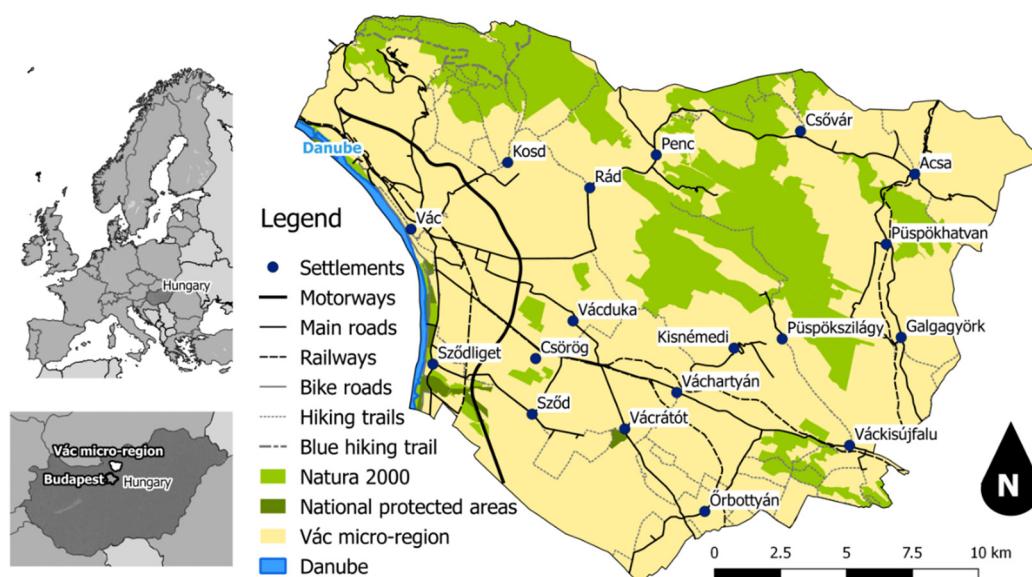 Hungary
Vác micro-region
Budapest
Hungary
Danube
Legend
Settlements
Motorways
Main roads
Railways
Bike roads
Hiking trails
Blue hiking trail
Natura 2000
National protected areas
Vác micro-region
Danube
Csővár
Kosd
Penc
Acsa
Rád
Vác
Püspökhatvan
Vácduka
Kisnémedi
Püspökszilágy
Galgagyörk
Sződliget
Csörög
Váchartyán
Sződ
Vácrátót
Váckisújfalu
Őrbottyán
N
0 2.5 5 7.5 10 km